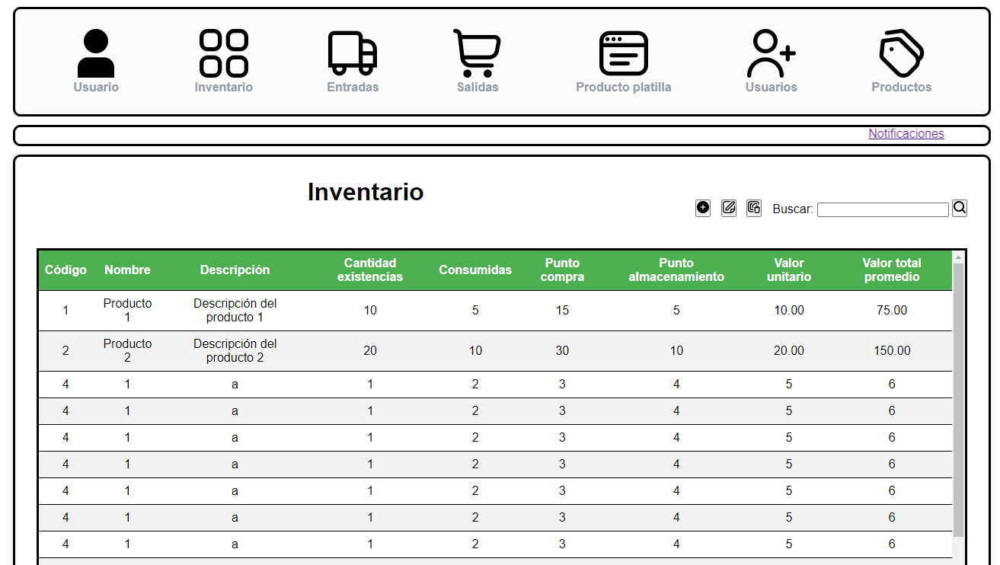 Usuario Inventario Entradas Salidas Producto platilla Usuarios Productos
Notificaciones
Inventario
Buscar:
Código Nombre Descripción Cantidad existencias Consumidas Punto compra Punto almacenamiento Valor unitario Valor total promedio
1 Producto 1 Descripción del producto 1 10 5 15 5 10.00 75.00
2 Producto 2 Descripción del producto 2 20 10 30 10 20.00 150.00
4 1 a 1 2 3 4 5 6
4 1 a 1 2 3 4 5 6
4 1 a 1 2 3 4 5 6
4 1 a 1 2 3 4 5 6
4 1 a 1 2 3 4 5 6
4 1 a 1 2 3 4 5 6
4 1 a 1 2 3 4 5 6